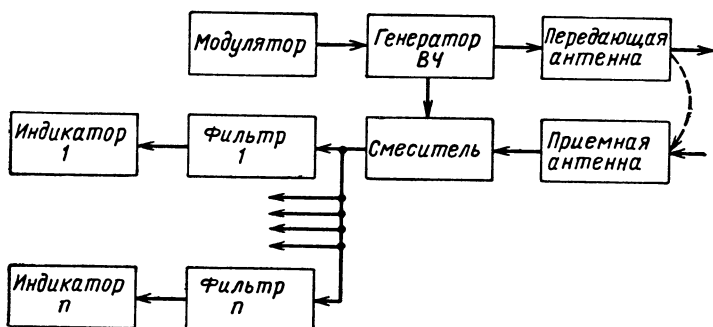 Модулятор
Генератор
ВЧ
Передающая
антенна
Индикатор
1
Фильтр
1
Смеситель
Приемная
антенна
Индикатор
п
Фильтр
п